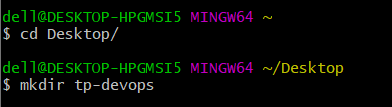 dell@DESKTOP-HPGMSI5 MINGW64 ~
$ cd Desktop/
dell@DESKTOP-HPGMSI5 MINGW64 ~/Desktop
$ mkdir tp-devops